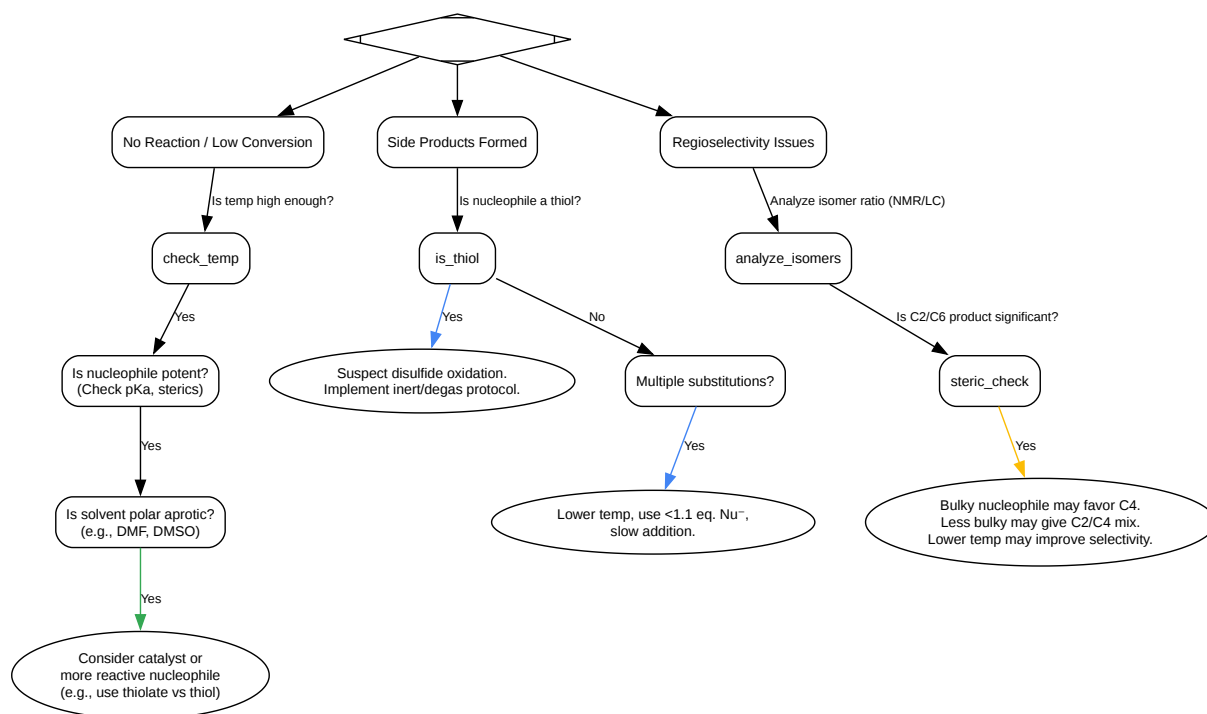 No Reaction / Low Conversion
Side Products Formed
Regioselectivity Issues
Is temp high enough?
Is nucleophile a thiol?
Analyze isomer ratio (NMR/LC)
check_temp
is_thiol
analyze_isomers
Yes
Yes
No
Is C2/C6 product significant?
Is nucleophile potent?
(Check pKa, sterics)
Suspect disulfide oxidation.
Implement inert/degas protocol.
Multiple substitutions?
steric_check
Yes
Yes
Yes
Is solvent polar aprotic?
(e.g., DMF, DMSO)
Lower temp, use <1.1 eq. Nu⁻,
slow addition.
Bulky nucleophile may favor C4.
Less bulky may give C2/C4 mix.
Lower temp may improve selectivity.
Yes
Consider catalyst or
more reactive nucleophile
(e.g., use thiolate vs thiol)